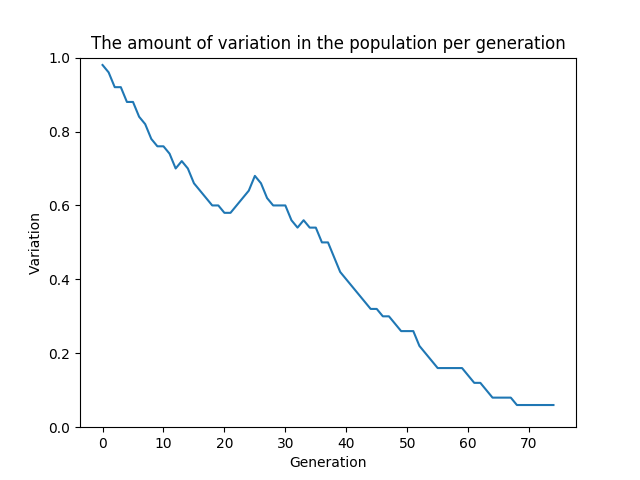 The amount of variation in the population per generation
1.0
0.8
0.6
0.4
0.2
0.0
Variation
0 10 20 30 40 50 60 70
Generation